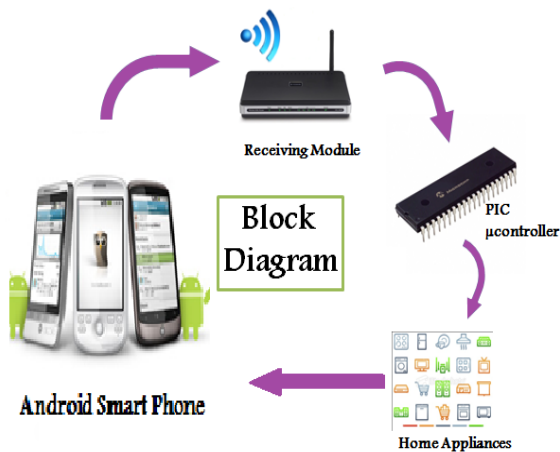 Receiving Module
Block
Diagram
PIC
μcontroller
Android Smart Phone
Home Appliances